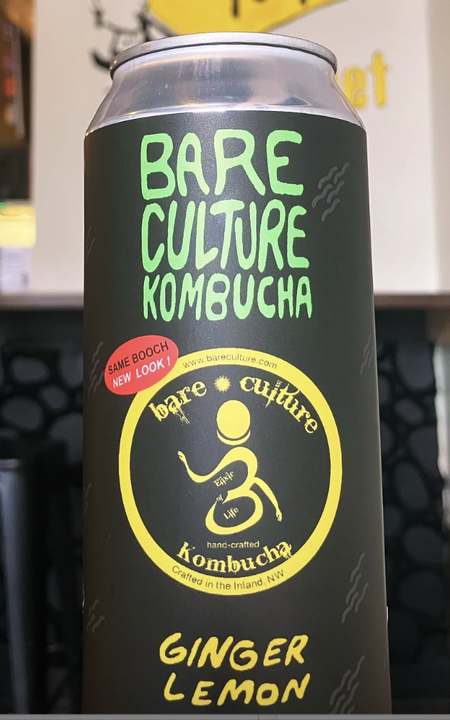 BARE
CULTURE
KOMBUCHA
SAME BOOCH
NEW LOOK!
www.bareculture.com
bare culture
Elixir
of
Life
hand-crafted
Kombucha
Crafted in the Inland NW
GINGER
LEMON